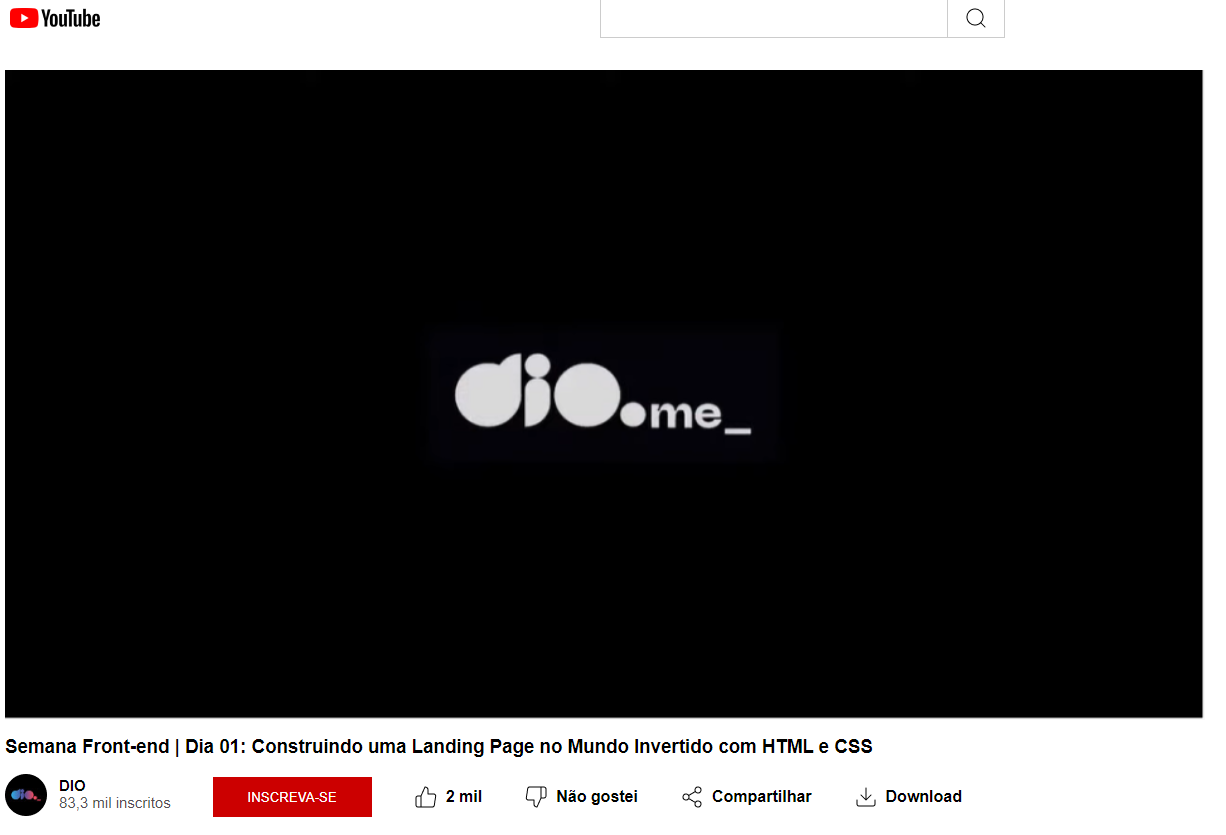 YouTube
dio.me_
Semana Front-end | Dia 01: Construindo uma Landing Page no Mundo Invertido com HTML e CSS
dio._
DIO
83,3 mil inscritos
INSCREVA-SE
2 mil
Não gostei
Compartilhar
Download